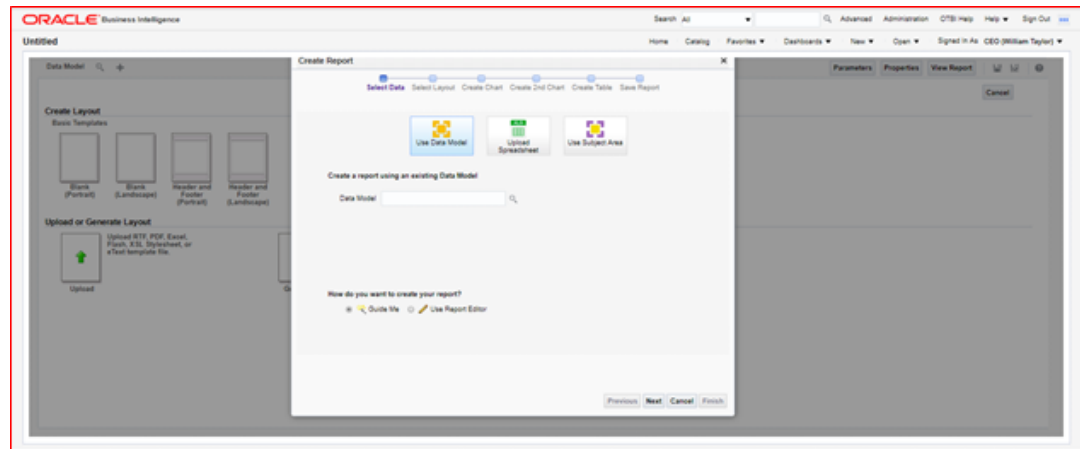 ORACLE Business Intelligence
Search All Advanced Administration OTBI Help Help Sign Out
Untitled
Home Catalog Favorites Dashboards New Open Signed In As CEO (William Taylor)
Data Model
Parameters Properties View Report
Cancel
Create Layout
Basic Templates
Blank (Portrait)
Blank (Landscape)
Header and Footer (Portrait)
Header and Footer (Landscape)
Upload or Generate Layout
Upload RTF, PDF, Excel,
Flash, XSL Stylesheet, or
eText template file.
Upload
Create Report
Select Data Select Layout Create Chart Create 2nd Chart Create Table Save Report
Use Data Model
Upload Spreadsheet
Use Subject Area
Create a report using an existing Data Model
Data Model
How do you want to create your report?
Guide Me Use Report Editor
Previous Next Cancel Finish